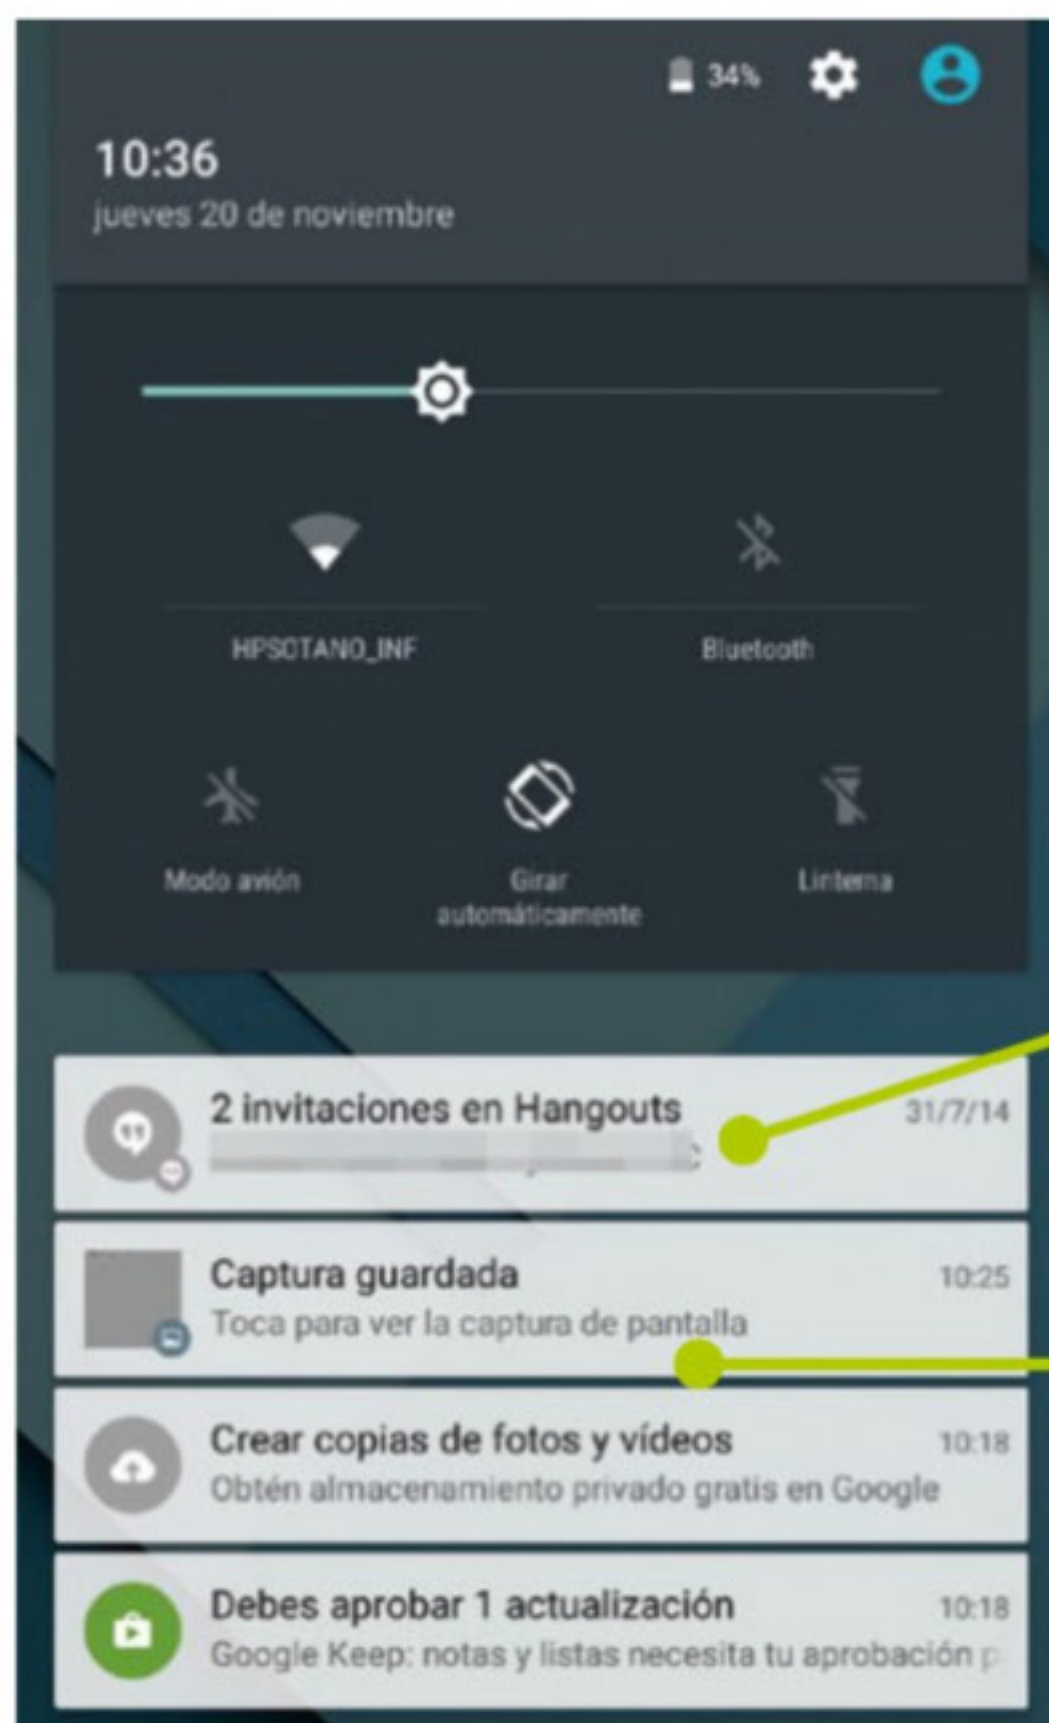 34%
10:36
jueves 20 de noviembre
HPSOTANO_INF
Bluetooth
Modo avión
Girar
automáticamente
Linterna
2 invitaciones en Hangouts
31/7/14
Captura guardada
10:25
Toca para ver la captura de pantalla
Crear copias de fotos y vídeos
10:18
Obtén almacenamiento privado gratis en Google
Debes aprobar 1 actualización
10:18
Google Keep: notas y listas necesita tu aprobación p